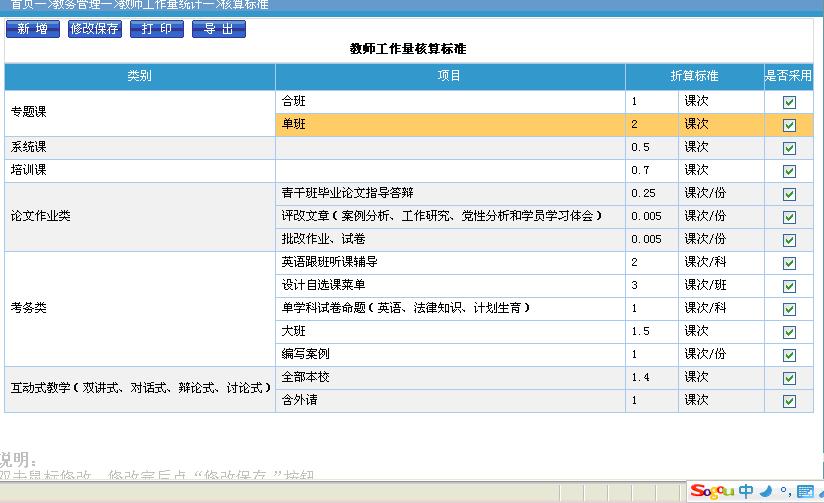 首页—>教务管理—>教师工作量统计—>核算标准
新 增 修改保存 打 印 导 出
教师工作量核算标准
类别 项目 折算标准 是否采用
专题课 合班 1 课次
单班 2 课次
系统课 0.5 课次
培训课 0.7 课次
论文作业类 青干班毕业论文指导答辩 0.25 课次/份
评改文章(案例分析、工作研究、党性分析和学员学习体会) 0.005 课次/份
批改作业、试卷 0.005 课次/份
考务类 英语跟班听课辅导 2 课次/科
设计自选课菜单 3 课次/班
单学科试卷命题(英语、法律知识、计划生育) 1 课次/科
大班 1.5 课次
编写案例 1 课次/份
互动式教学(双讲式、对话式、辩论式、讨论式) 全部本校 1.4 课次
含外请 1 课次
说明：
双击鼠标修改，修改完后点“修改保存”按钮
Sogou 中